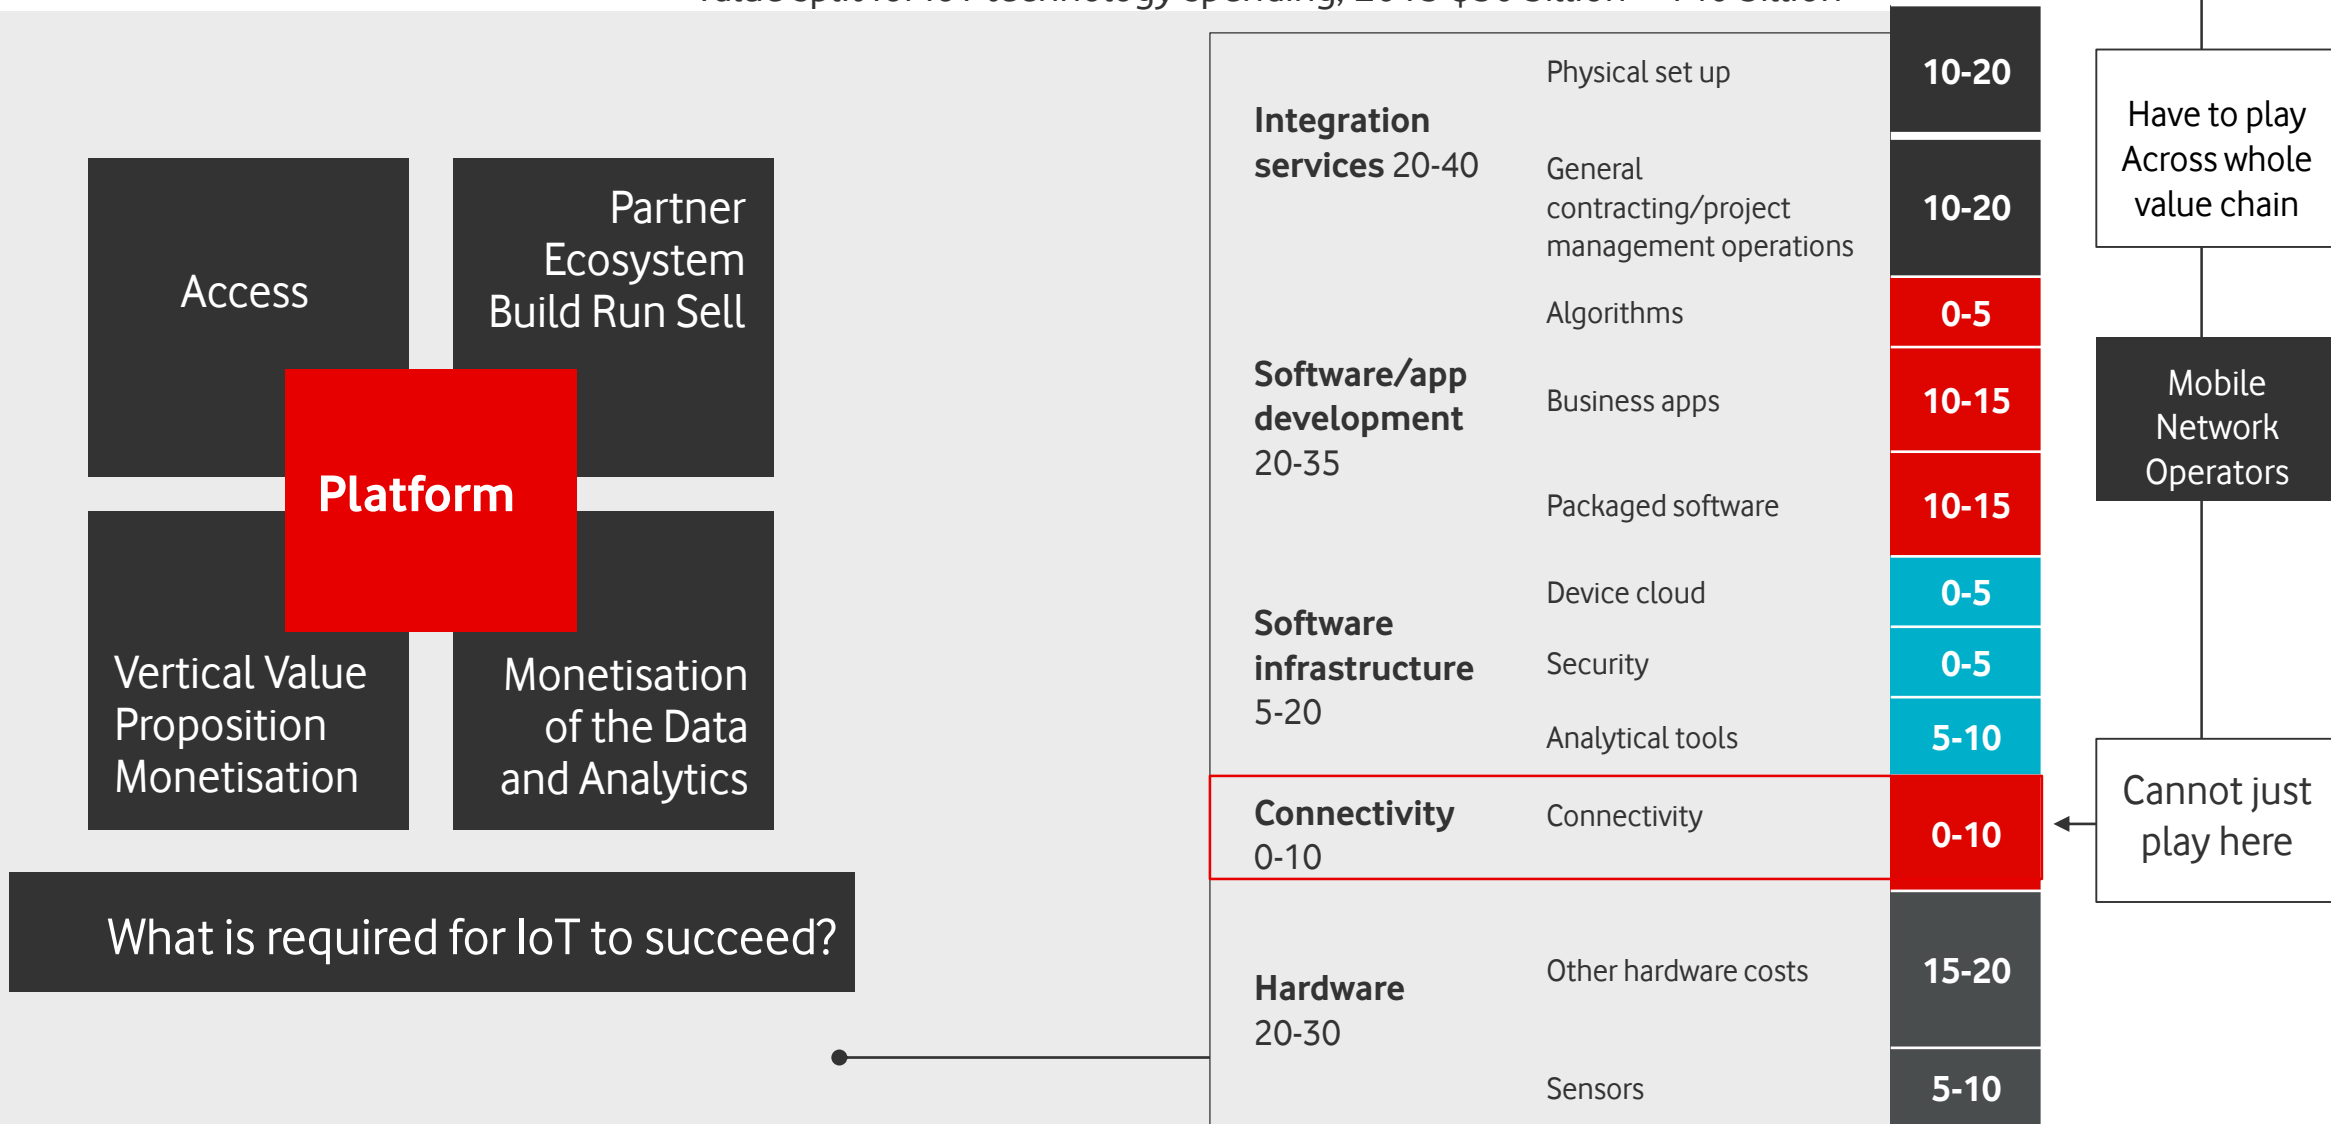 Access
Partner
Ecosystem
Build Run Sell
Platform
Vertical Value
Proposition
Monetisation
Monetisation
of the Data
and Analytics
What is required for IoT to succeed?
Integration
services 20-40
Physical set up
10-20
General
contracting/project
management operations
10-20
Software/app
development
20-35
Algorithms
0-5
Business apps
10-15
Packaged software
10-15
Software
infrastructure
5-20
Device cloud
0-5
Security
0-5
Analytical tools
5-10
Connectivity
0-10
Connectivity
0-10
Hardware
20-30
Other hardware costs
15-20
Sensors
5-10
Have to play
Across whole
value chain
Mobile
Network
Operators
Cannot just
play here